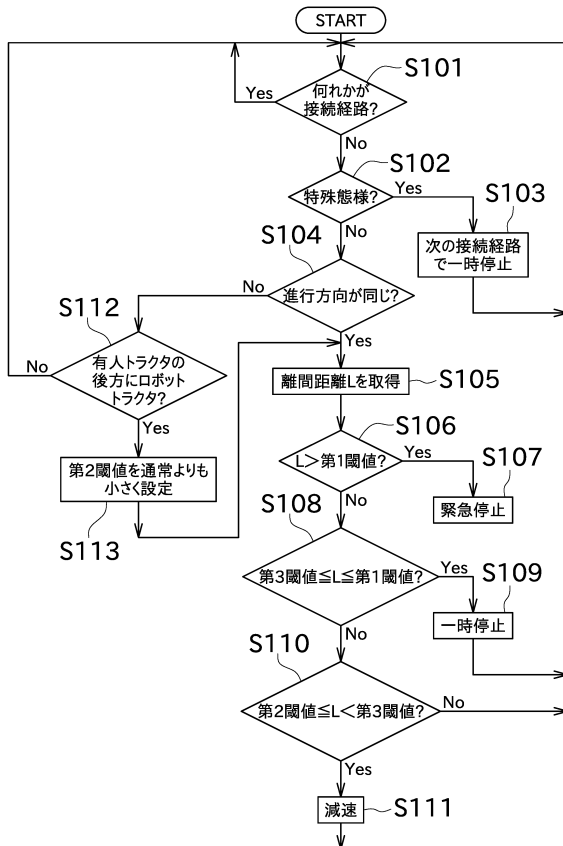 START
何れかが
接続経路?
S101
Yes
No
特殊態様?
S102
Yes
S103
次の接続経路
で一時停止
No
S104
進行方向が同じ?
No
Yes
S112
有人トラクタの
後方にロボット
トラクタ?
No
Yes
第2閾値を通常よりも
小さく設定
S113
離間距離Lを取得
S105
S106
L>第1閾値?
Yes
S107
緊急停止
No
S108
第3閾値≦L≦第1閾値?
Yes
S109
一時停止
No
S110
第2閾値≦L<第3閾値?
No
Yes
減速
S111